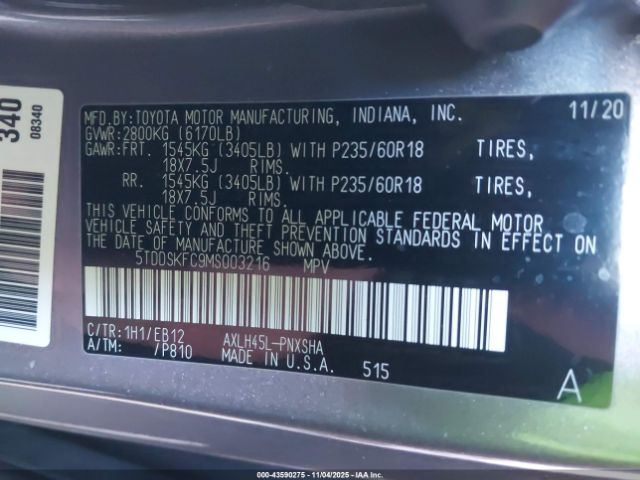 340
08340
MFD.BY:TOYOTA MOTOR MANUFACTURING, INDIANA, INC. 11/20
GVWR:2800KG (6170LB)
GAWR:FRT. 1545KG (3405LB) WITH P235/60R18 TIRES,
18X7.5J RIMS.
RR. 1545KG (3405LB) WITH P235/60R18 TIRES,
18X7.5J RIMS.
THIS VEHICLE CONFORMS TO ALL APPLICABLE FEDERAL MOTOR
VEHICLE SAFETY AND THEFT PREVENTION STANDARDS IN EFFECT ON
THE DATE OF MANUFACTURE SHOWN ABOVE.
5TDDSKFC9MS003216 MPV
C/TR:1H1/EB12 AXLH45L-PNXSHA
A/TM: /P810 MADE IN U.S.A. 515 A
000-43590275 - 11/04/2025 - IAA, Inc.